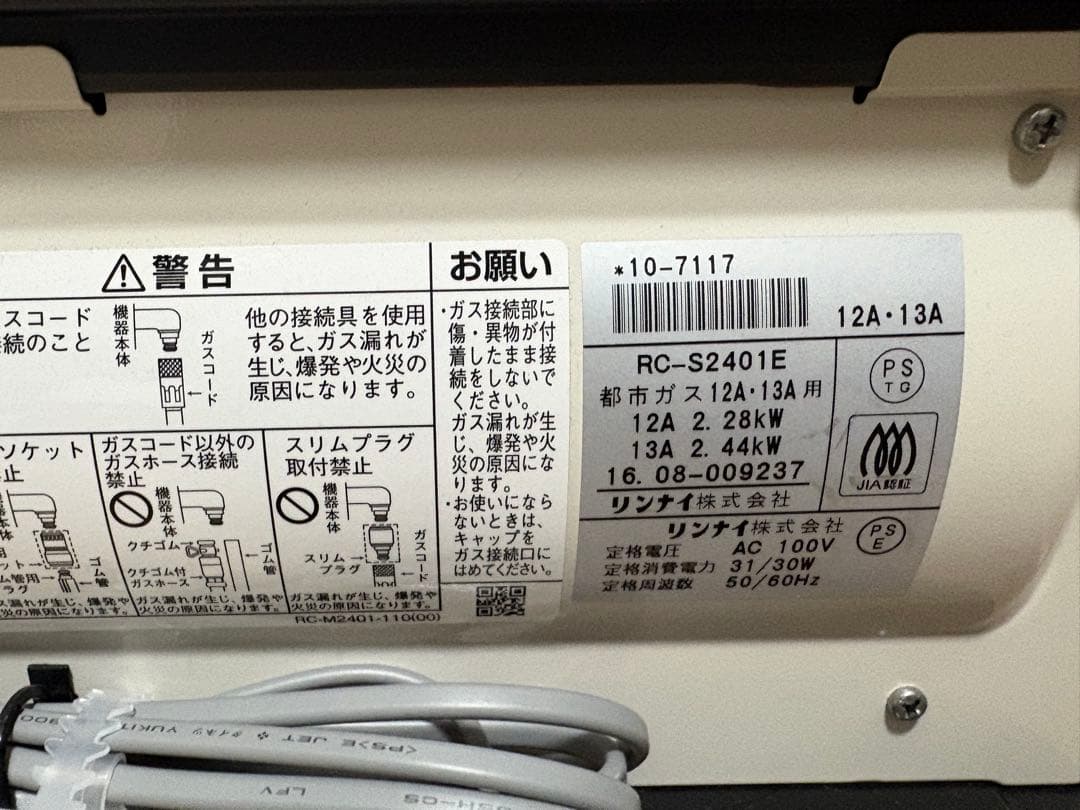 警告
スコード
接続のこと
機器本体
ガスコード
他の接続具を使用
すると、ガス漏れが
生じ、爆発や火災の
原因になります。
ソケット
止
ゴム管
ガスコード以外の
ガスホース接続
禁止
機器本体
クチゴム
クチゴム付
ガスホース
ゴム管
ス漏れが生じ、爆発や
火災の原因になります。
スリムプラグ
取付禁止
機器本体
スリム
プラグ
ガスコード
ガス漏れが生じ、爆発や
火災の原因になります。
RC-M2401-110(00)
お願い
・ガス接続部に
傷・異物が付
着したまま接
続をしないで
ください。
ガス漏れが生
じ、爆発や火
災の原因にな
ります。
・お使いになら
ないときは、
キャップを
ガス接続口に
はめてください。
*10-7117
12A・13A
RC-S2401E
都市ガス12A・13A用
12A 2.28kW
13A 2.44kW
16.08-009237
リンナイ株式会社
PS
TG
JIA認証
リンナイ株式会社
定格電圧 AC 100V
定格消費電力 31/30W
定格周波数 50/60Hz
PS
E
900
タイネツ YUKIT
<PS>E JET
LFV